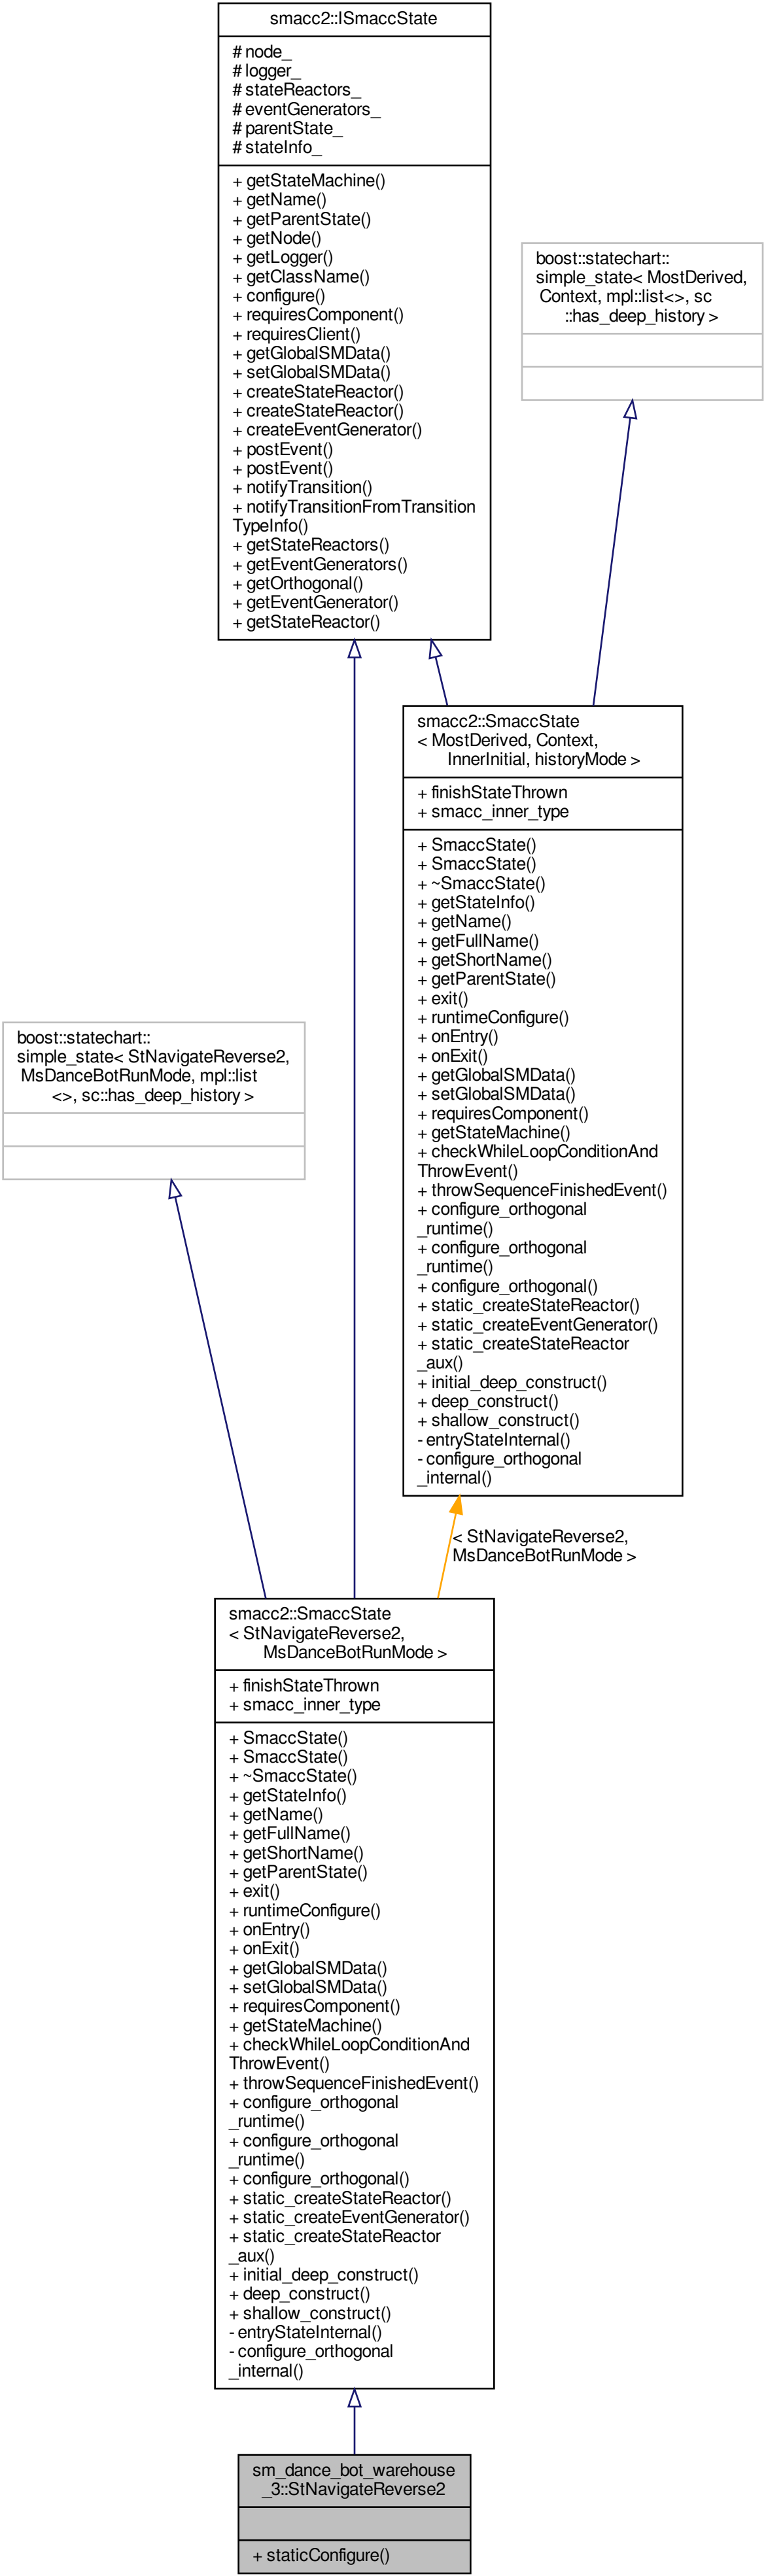 smacc2::ISmaccState
# node_
# logger_
# stateReactors_
# eventGenerators_
# parentState_
# stateInfo_
+ getStateMachine()
+ getName()
+ getParentState()
+ getNode()
+ getLogger()
+ getClassName()
+ configure()
+ requiresComponent()
+ requiresClient()
+ getGlobalSMData()
+ setGlobalSMData()
+ createStateReactor()
+ createStateReactor()
+ createEventGenerator()
+ postEvent()
+ postEvent()
+ notifyTransition()
+ notifyTransitionFromTransition
TypeInfo()
+ getStateReactors()
+ getEventGenerators()
+ getOrthogonal()
+ getEventGenerator()
+ getStateReactor()
boost::statechart::
simple_state< MostDerived,
Context, mpl::list<>, sc
::has_deep_history >
smacc2::SmaccState
< MostDerived, Context,
InnerInitial, historyMode >
+ finishStateThrown
+ smacc_inner_type
+ SmaccState()
+ SmaccState()
+ ~SmaccState()
+ getStateInfo()
+ getName()
+ getFullName()
+ getShortName()
+ getParentState()
+ exit()
+ runtimeConfigure()
+ onEntry()
+ onExit()
+ getGlobalSMData()
+ setGlobalSMData()
+ requiresComponent()
+ getStateMachine()
+ checkWhileLoopConditionAnd
ThrowEvent()
+ throwSequenceFinishedEvent()
+ configure_orthogonal
_runtime()
+ configure_orthogonal
_runtime()
+ configure_orthogonal()
+ static_createStateReactor()
+ static_createEventGenerator()
+ static_createStateReactor
_aux()
+ initial_deep_construct()
+ deep_construct()
+ shallow_construct()
- entryStateInternal()
- configure_orthogonal
_internal()
boost::statechart::
simple_state< StNavigateReverse2,
MsDanceBotRunMode, mpl::list
<>, sc::has_deep_history >
< StNavigateReverse2,
MsDanceBotRunMode >
smacc2::SmaccState
< StNavigateReverse2,
MsDanceBotRunMode >
+ finishStateThrown
+ smacc_inner_type
+ SmaccState()
+ SmaccState()
+ ~SmaccState()
+ getStateInfo()
+ getName()
+ getFullName()
+ getShortName()
+ getParentState()
+ exit()
+ runtimeConfigure()
+ onEntry()
+ onExit()
+ getGlobalSMData()
+ setGlobalSMData()
+ requiresComponent()
+ getStateMachine()
+ checkWhileLoopConditionAnd
ThrowEvent()
+ throwSequenceFinishedEvent()
+ configure_orthogonal
_runtime()
+ configure_orthogonal
_runtime()
+ configure_orthogonal()
+ static_createStateReactor()
+ static_createEventGenerator()
+ static_createStateReactor
_aux()
+ initial_deep_construct()
+ deep_construct()
+ shallow_construct()
- entryStateInternal()
- configure_orthogonal
_internal()
sm_dance_bot_warehouse
_3::StNavigateReverse2
+ staticConfigure()